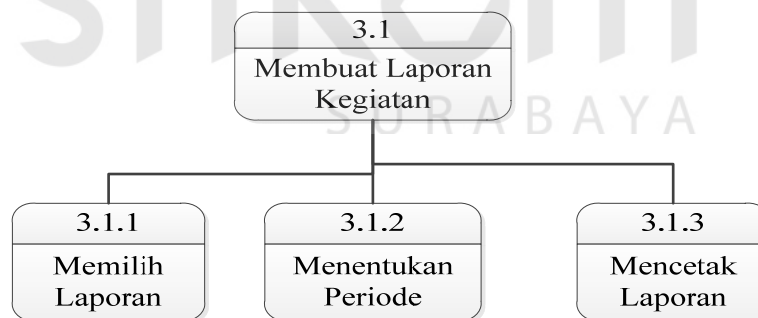 SURABAYA
3.1
Membuat Laporan
Kegiatan
3.1.1
Memilih
Laporan
3.1.2
Menentukan
Periode
3.1.3
Mencetak
Laporan